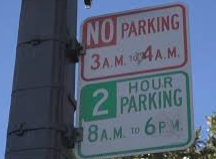 NO PARKING
3 A.M. TO 4 A.M.
2 HOUR PARKING
8 A.M. TO 6 P.M.